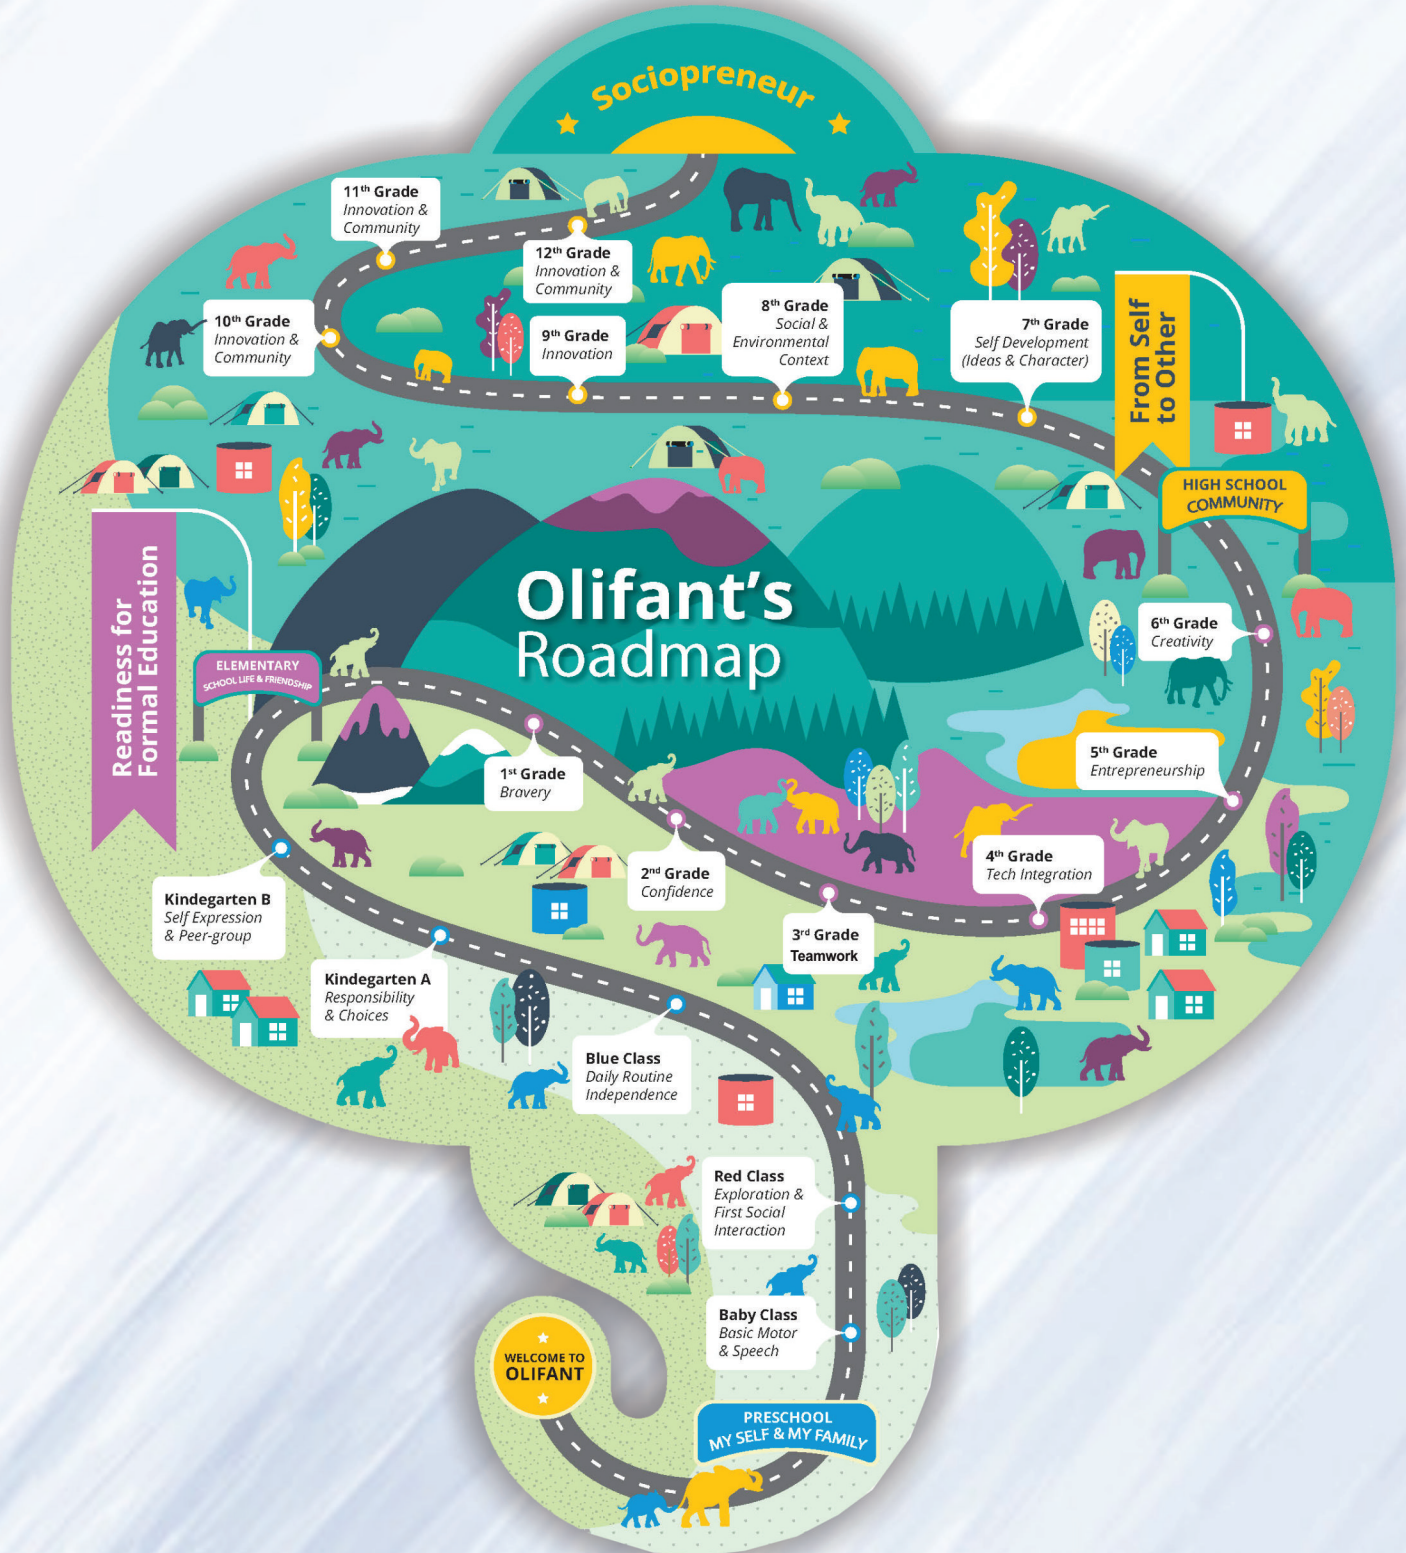 Sociopreneur
11th Grade
Innovation &
Community
12th Grade
Innovation &
Community
10th Grade
Innovation &
Community
9th Grade
Innovation
8th Grade
Social &
Environmental
Context
7th Grade
Self Development
(Ideas & Character)
From Self
to Other
HIGH SCHOOL
COMMUNITY
Readiness for
Formal Education
Olifant's
Roadmap
6th Grade
Creativity
ELEMENTARY
SCHOOL LIFE & FRIENDSHIP
5th Grade
Entrepreneurship
1st Grade
Bravery
2nd Grade
Confidence
4th Grade
Tech Integration
3rd Grade
Teamwork
Kindegarten B
Self Expression
& Peer-group
Kindegarten A
Responsibility
& Choices
Blue Class
Daily Routine
Independence
Red Class
Exploration &
First Social
Interaction
Baby Class
Basic Motor
& Speech
WELCOME TO
OLIFANT
PRESCHOOL
MY SELF & MY FAMILY